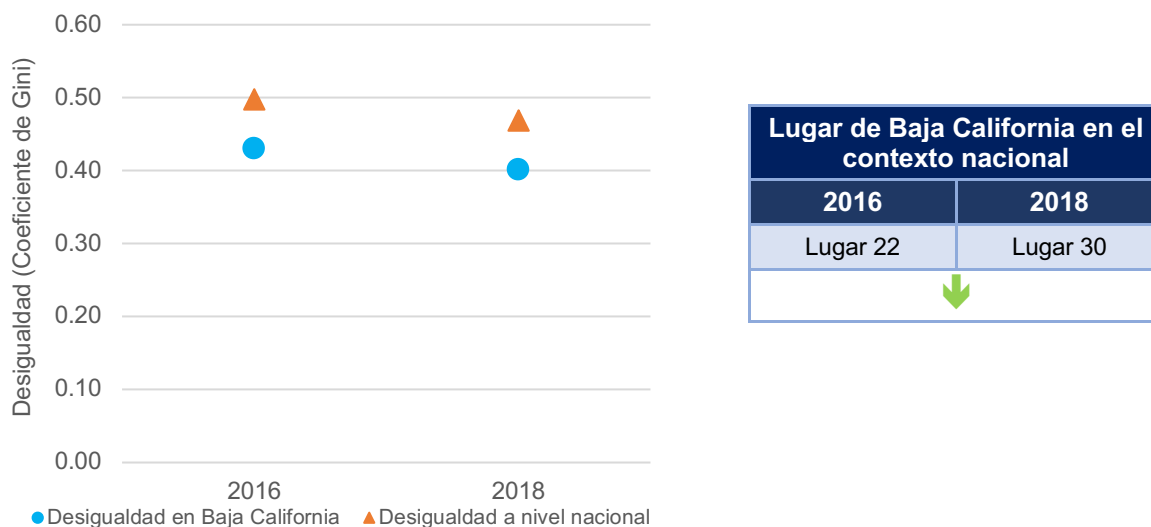 0.60
0.50
0.40
0.30
0.20
0.10
0.00
Desigualdad (Coeficiente de Gini)
2016
2018
Desigualdad en Baja California
Desigualdad a nivel nacional
Lugar de Baja California en el
contexto nacional
2016
2018
Lugar 22
Lugar 30